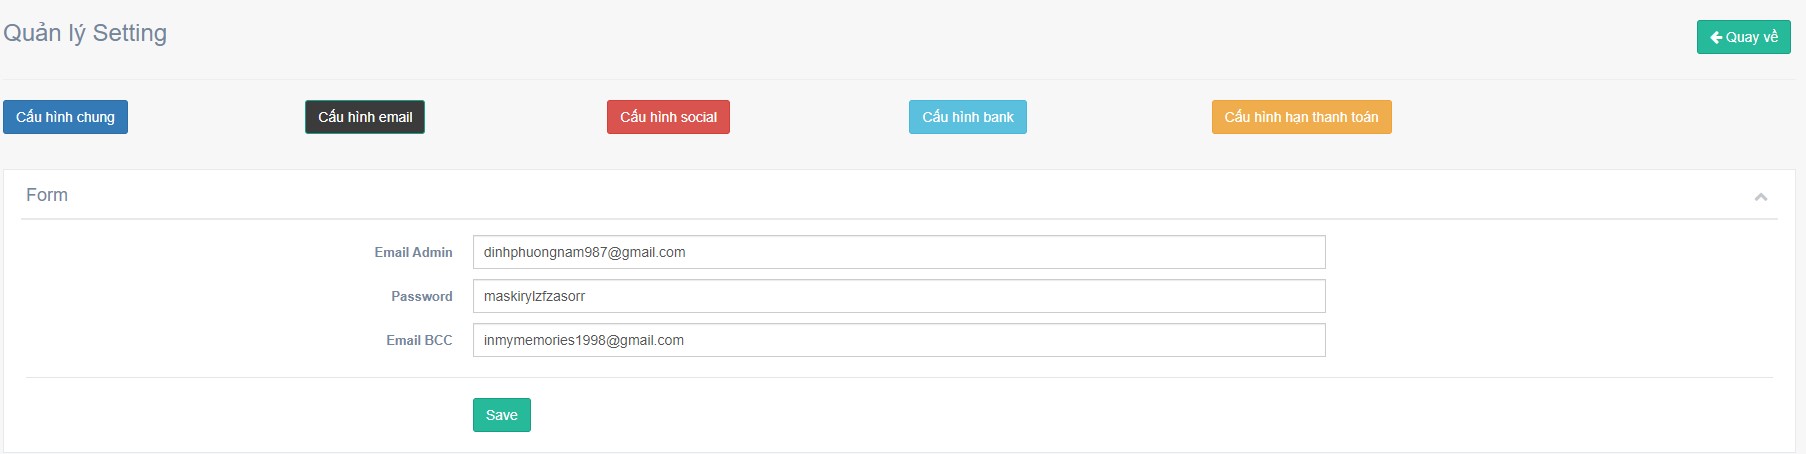 Quản lý Setting
Quay về
Cấu hình chung
Cấu hình email
Cấu hình social
Cấu hình bank
Cấu hình hạn thanh toán
Form
Email Admin
dinhphuongnam987@gmail.com
Password
maskirylzfzasorr
Email BCC
inmymemories1998@gmail.com
Save